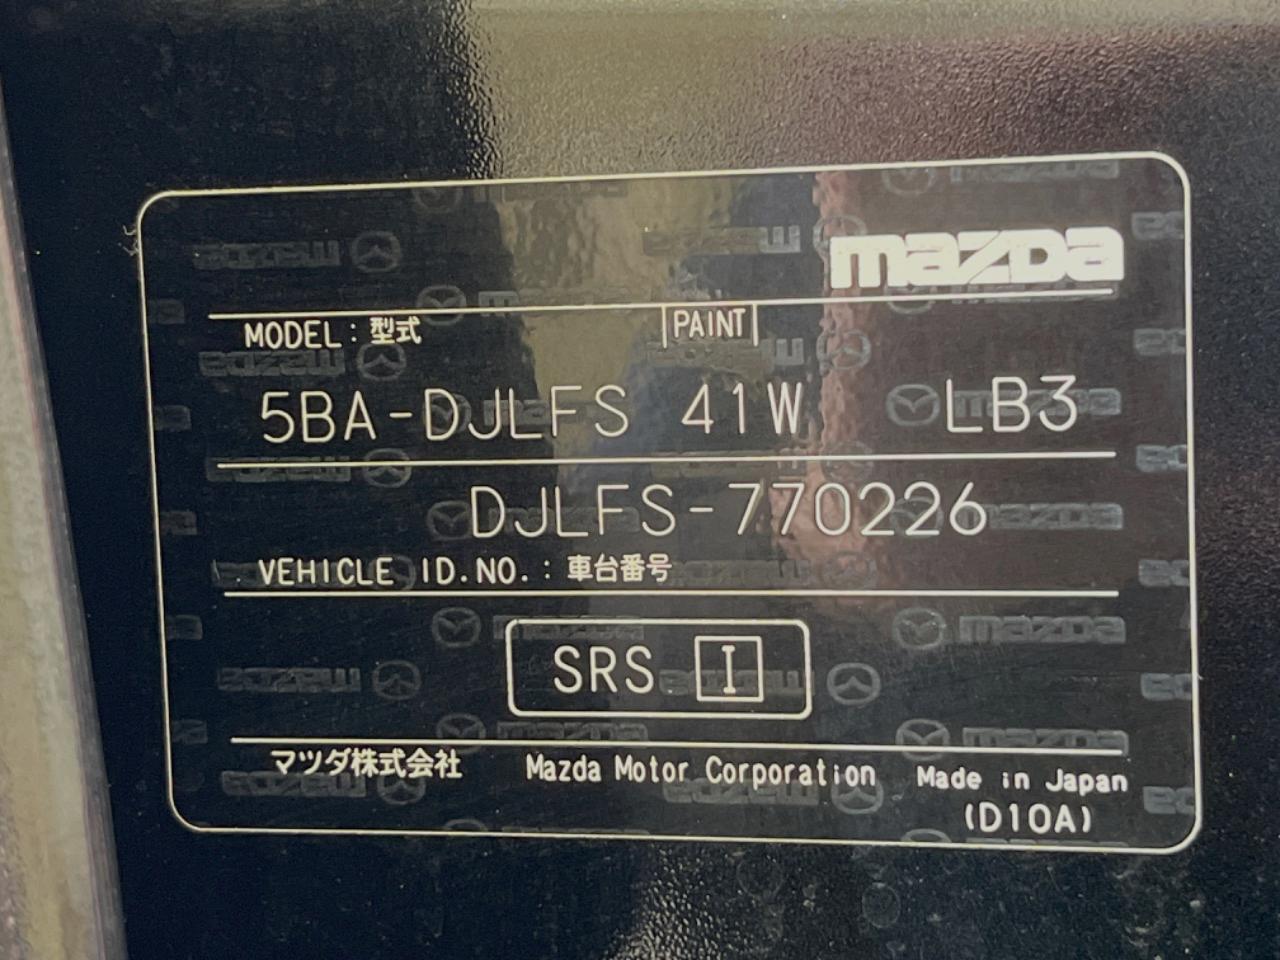 mazDa
MODEL : 型式 PAINT
5BA-DJLFS 41W LB3
DJLFS-770226
VEHICLE ID.NO. : 車台番号
SRS I
マツダ株式会社 Mazda Motor Corporation Made in Japan
(D10A)